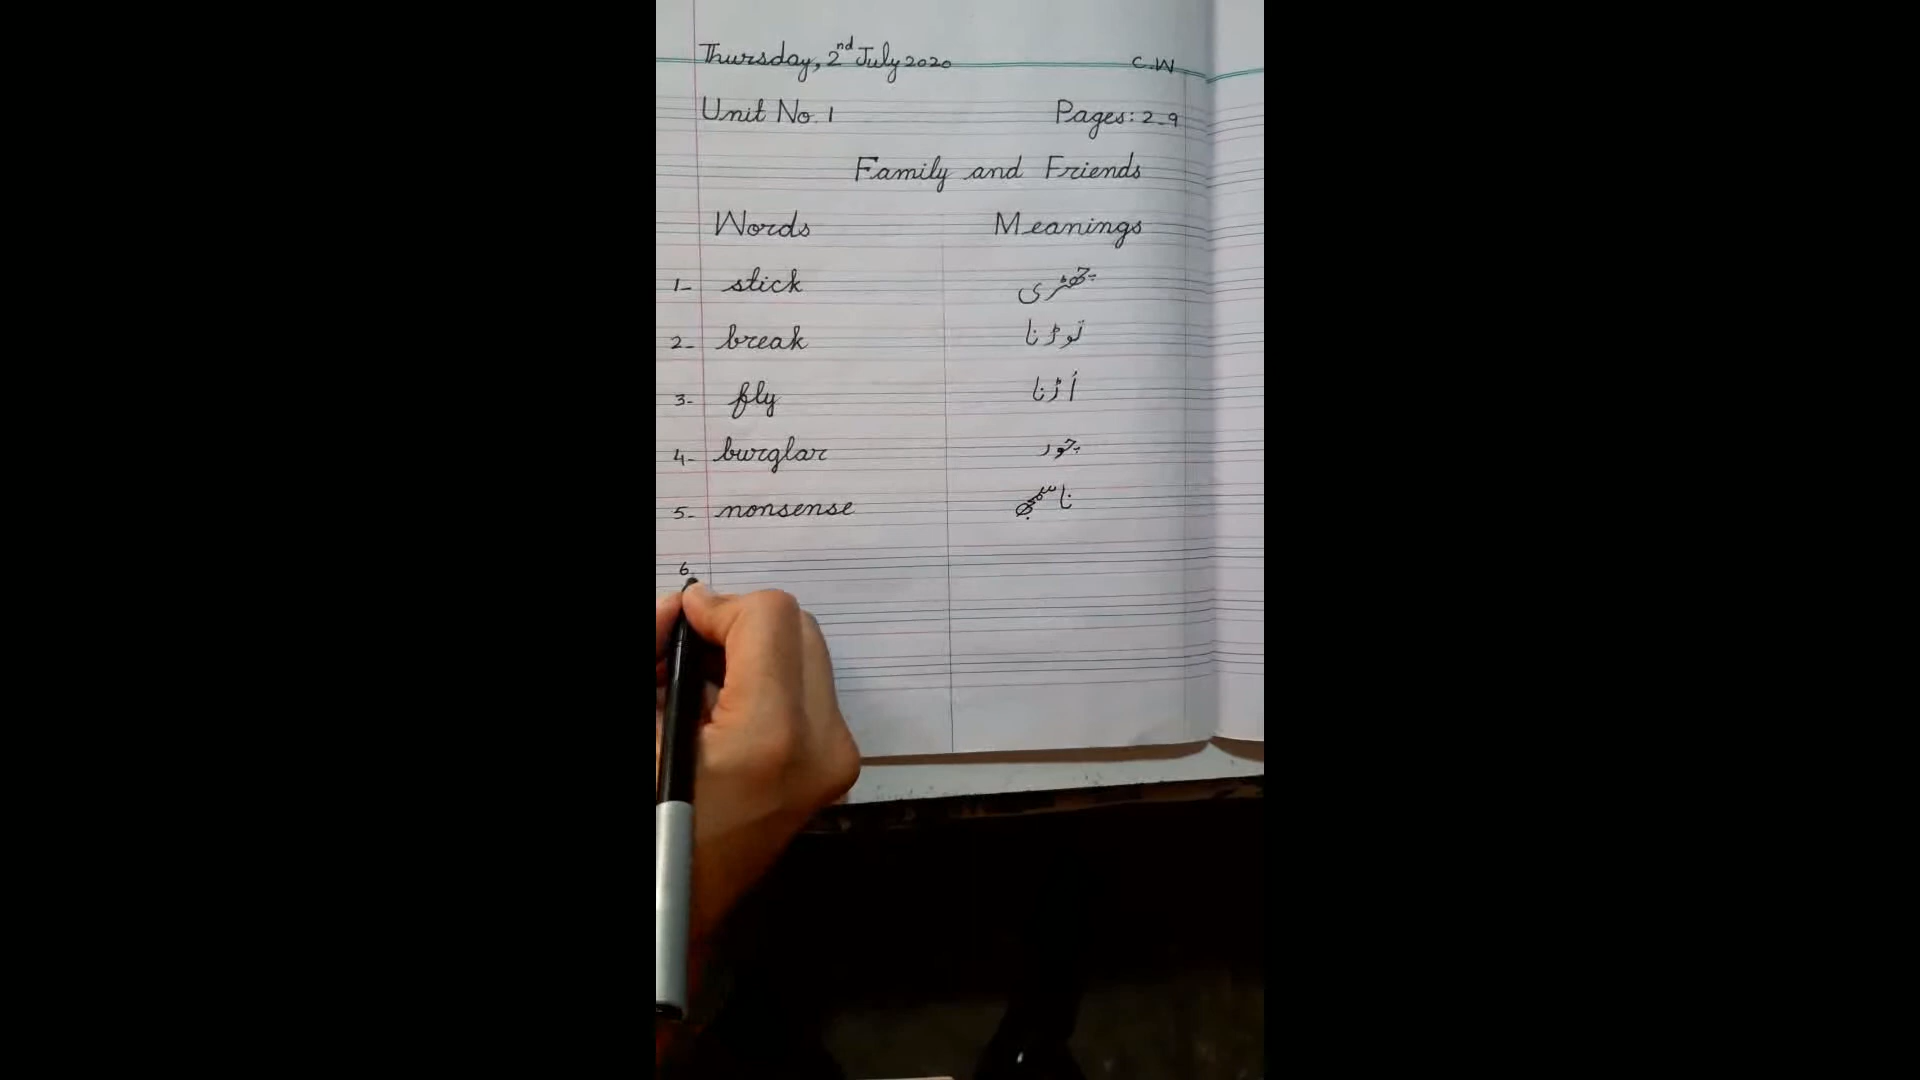 Thursday, 2nd July 2020 C.W
Unit No. 1 Pages: 2-9
Family and Friends
Words Meanings
1- stick چھڑی
2- break توڑنا
3- fly اُڑنا
4- burglar چور
5- nonsense ناسمجھ
6-